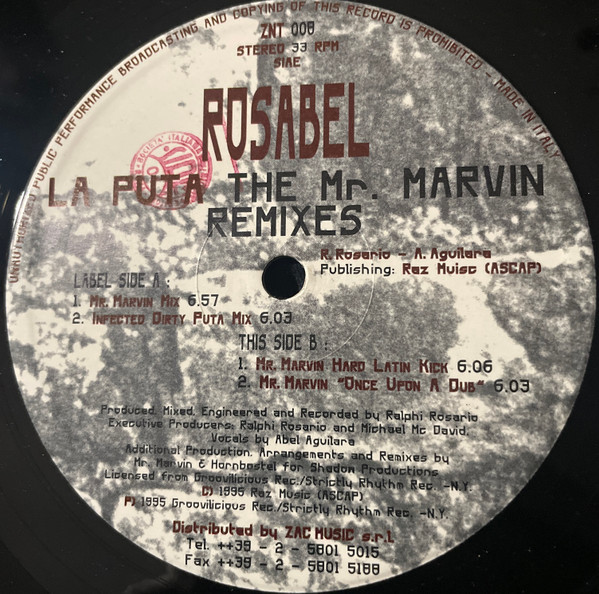 UNAUTHORIZED PUBLIC PERFORMANCE BROADCASTING AND COPYING OF THIS RECORD IS PROHIBITED - MADE IN ITALY
ZNT 008
STEREO 33 RPM
SIAE
ROSABEL
LA PUTA THE Mr. MARVIN
REMIXES
R. Rosario - A. Aguilara
Publishing: Raz Muisc (ASCAP)
LABEL SIDE A :
1. MR. MARVIN MIX 6.57
2. INFECTED DIRTY PUTA MIX 6.03
THIS SIDE B :
1. MR. MARVIN HARD LATIN KICK 6.06
2. MR. MARVIN "ONCE UPON A DUB" 6.03
Produced, Mixed, Engineered and Recorded by Ralphi Rosario
Executive Producers: Ralphi Rosario and Michael Mc David,
Vocals by Abel Aguilara
Additional Production, Arrangements and Remixes by
Mr. Marvin & Hornbostel for Shadow Productions
Licensed from Groovilicious Rec./Strictly Rhythm Rec. -N.Y.
C) 1995 Raz Music (ASCAP)
P) 1995 Groovilicious Rec./Strictly Rhythm Rec. -N.Y.
Distributed by ZAC MUSIC s.r.l.
Tel. ++39 - 2 - 5801 5015
Fax ++39 - 2 - 5801 5188